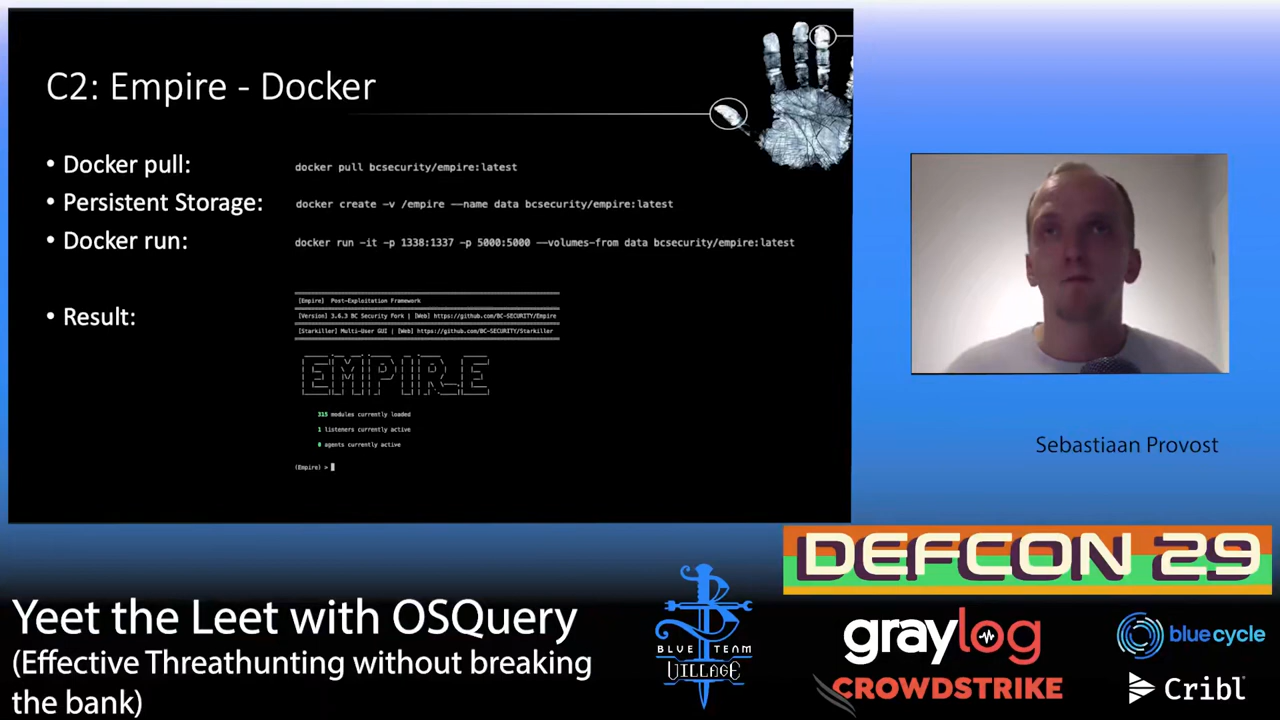 C2: Empire - Docker
• Docker pull:
docker pull bcsecurity/empire:latest
• Persistent Storage:
docker create -v /empire --name data bcsecurity/empire:latest
• Docker run:
docker run -it -p 1338:1337 -p 5000:5000 --volumes-from data bcsecurity/empire:latest
• Result:
[Empire] Post-Exploitation Framework
[Version] 3.6.3 BC Security Fork | [Web] https://github.com/BC-SECURITY/Empire
[Starkiller] Multi-User GUI | [Web] https://github.com/BC-SECURITY/Starkiller
EMPIRE
315 modules currently loaded
1 listeners currently active
0 agents currently active
(Empire) >
Sebastiaan Provost
DEFCON 29
Yeet the Leet with OSQuery
(Effective Threathunting without breaking
the bank)
BLUE TEAM
VILLAGE
graylog
CROWDSTRIKE
bluecycle
Cribl